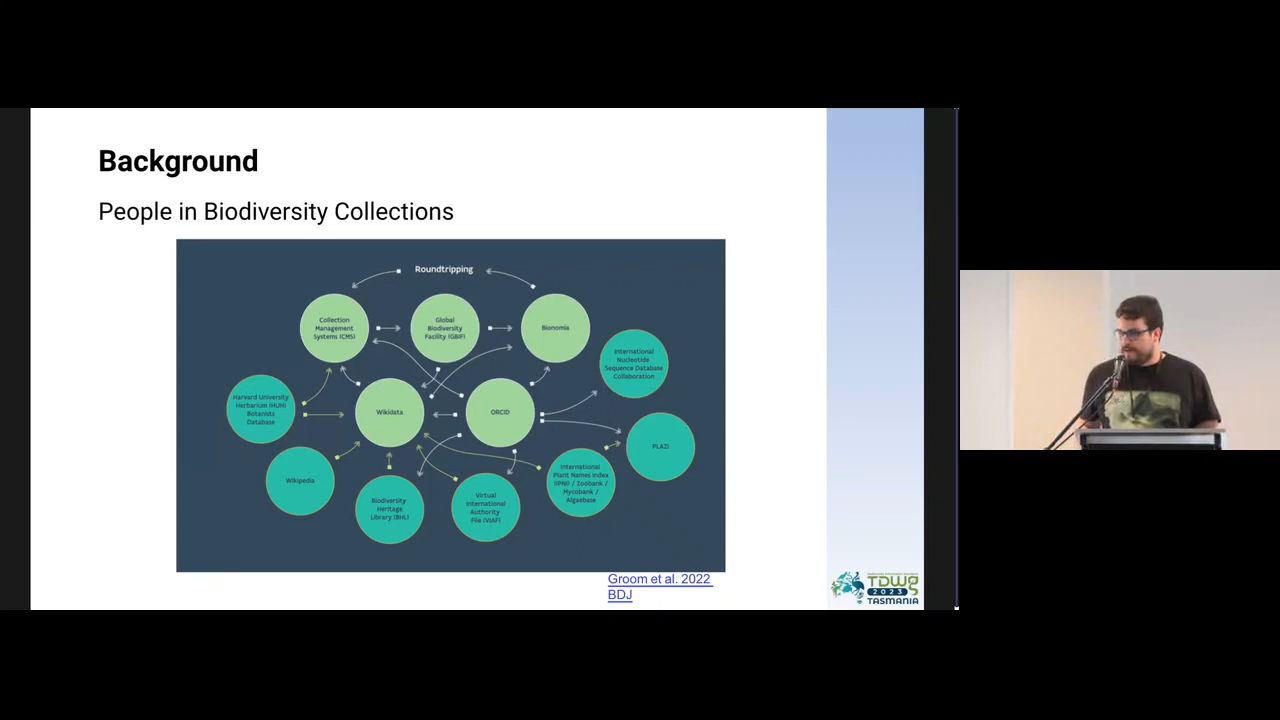 Background
People in Biodiversity Collections
Roundtripping
Collection
Management
Systems (CMS)
Global
Biodiversity
Facility (GBIF)
Bionomia
International
Nucleotide
Sequence Database
Collaboration
Harvard University
Herbarium (HUH)
Botanists
Database
Wikidata
ORCID
PLAZI
Wikipedia
Biodiversity
Heritage
Library (BHL)
Virtual
International
Authority
File (VIAF)
International
Plant Names Index
(IPNI) / Zoobank /
Mycobank /
Algaebase
Groom et al. 2022
BDJ
TDWG
2023
TASMANIA